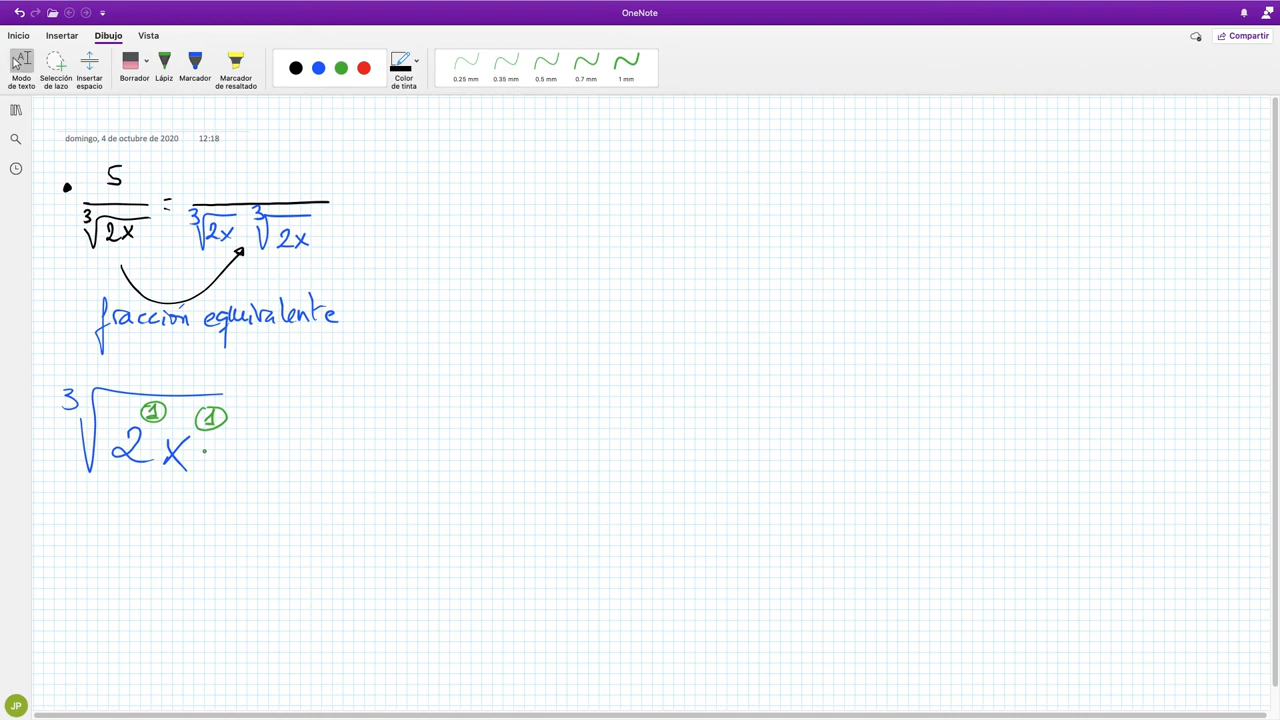 OneNote
Inicio Insertar Dibujo Vista Compartir
Borrador Lápiz Marcador Marcador de resaltado Color de tinta
Modo de texto Selección de lazo Insertar espacio
0.25 mm 0.35 mm 0.5 mm 0.7 mm 1 mm
domingo, 4 de octubre de 2020 12:18
• 5
3√2x = 3√2x 3√2x
fracción equivalente
3√2^1 x^1
JP